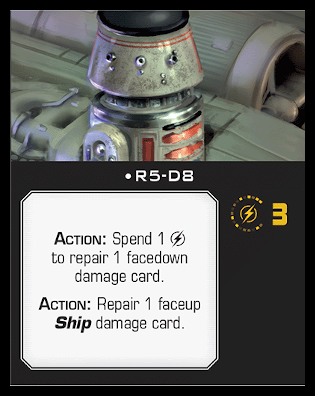 • R5-D8
3
ACTION: Spend 1
to repair 1 facedown
damage card.
ACTION: Repair 1 faceup
Ship damage card.